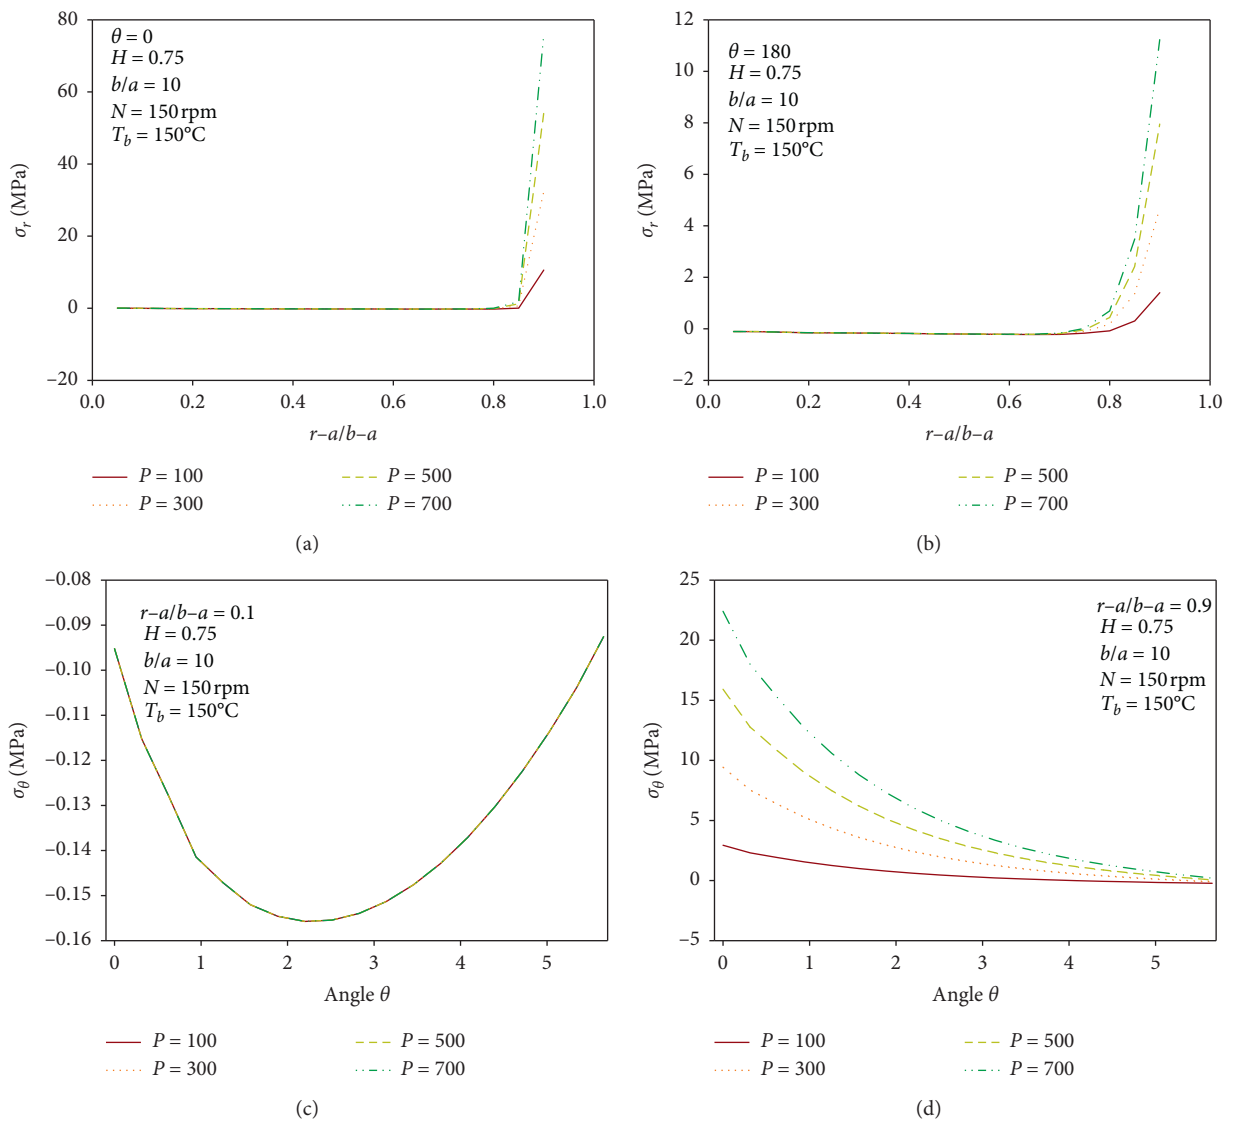 80
60
40
20
0
–20
σr (MPa)
θ = 0
H = 0.75
b/a = 10
N = 150 rpm
Tb = 150°C
0.0 0.2 0.4 0.6 0.8 1.0
r–a/b–a
P = 100 P = 500
P = 300 P = 700
(a)
12
10
8
6
4
2
0
–2
σr (MPa)
θ = 180
H = 0.75
b/a = 10
N = 150 rpm
Tb = 150°C
0.0 0.2 0.4 0.6 0.8 1.0
r–a/b–a
P = 100 P = 500
P = 300 P = 700
(b)
–0.08
–0.09
–0.10
–0.11
–0.12
–0.13
–0.14
–0.15
–0.16
σθ (MPa)
r–a/b–a = 0.1
H = 0.75
b/a = 10
N = 150 rpm
Tb = 150°C
0 1 2 3 4 5
Angle θ
P = 100 P = 500
P = 300 P = 700
(c)
25
20
15
10
5
0
–5
σθ (MPa)
r–a/b–a = 0.9
H = 0.75
b/a = 10
N = 150 rpm
Tb = 150°C
0 1 2 3 4 5
Angle θ
P = 100 P = 500
P = 300 P = 700
(d)